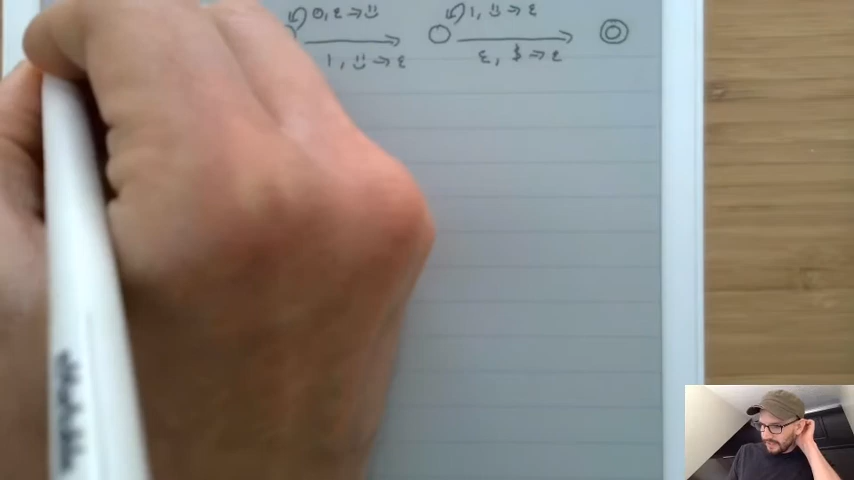 0, ε → ☺ 1, ☺ → ε
1, ☺ → ε ε, $ → ε